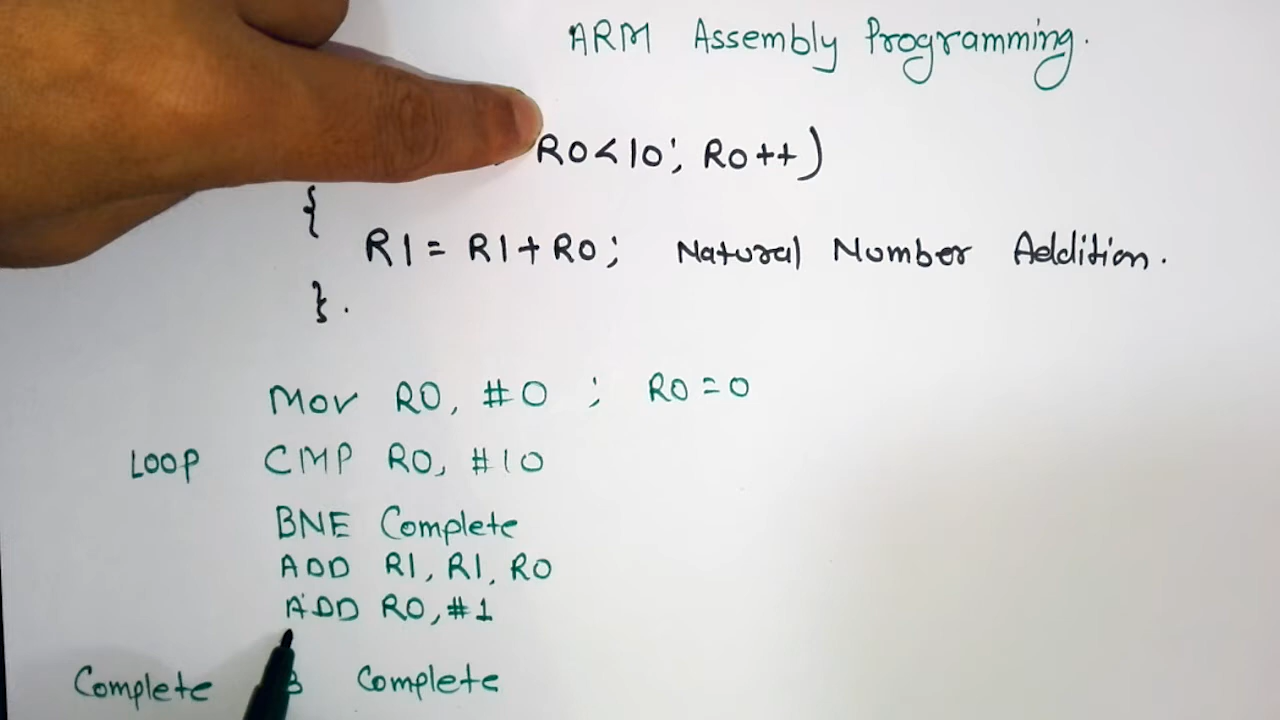 ARM Assembly Programming.
R0<10; R0++)
{
R1 = R1+R0; Natural Number Addition.
}.
Mov R0, #0 ; R0=0
LOOP CMP R0, #10
BNE Complete
ADD R1, R1, R0
ADD R0, #1
Complete B Complete